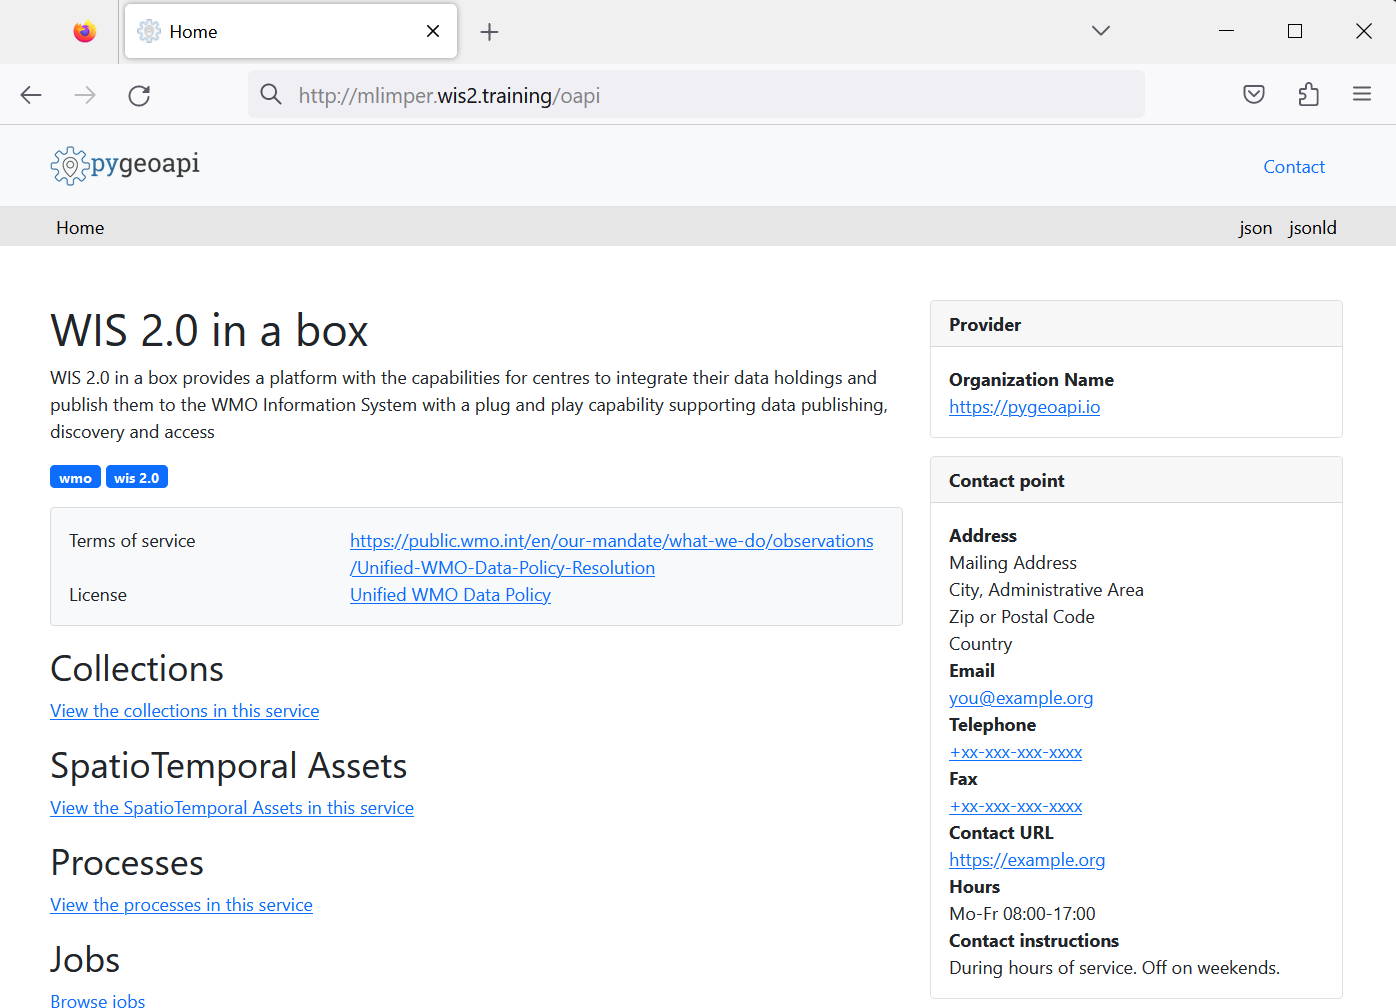 Home
http://mlimper.wis2.training/oapi
pygeoapi
Contact
Home
json jsonld
WIS 2.0 in a box
WIS 2.0 in a box provides a platform with the capabilities for centres to integrate their data holdings and
publish them to the WMO Information System with a plug and play capability supporting data publishing,
discovery and access
wmo wis 2.0
Terms of service https://public.wmo.int/en/our-mandate/what-we-do/observations
/Unified-WMO-Data-Policy-Resolution
License Unified WMO Data Policy
Collections
View the collections in this service
SpatioTemporal Assets
View the SpatioTemporal Assets in this service
Processes
View the processes in this service
Jobs
Browse jobs
Provider
Organization Name
https://pygeoapi.io
Contact point
Address
Mailing Address
City, Administrative Area
Zip or Postal Code
Country
Email
you@example.org
Telephone
+xx-xxx-xxx-xxxx
Fax
+xx-xxx-xxx-xxxx
Contact URL
https://example.org
Hours
Mo-Fr 08:00-17:00
Contact instructions
During hours of service. Off on weekends.